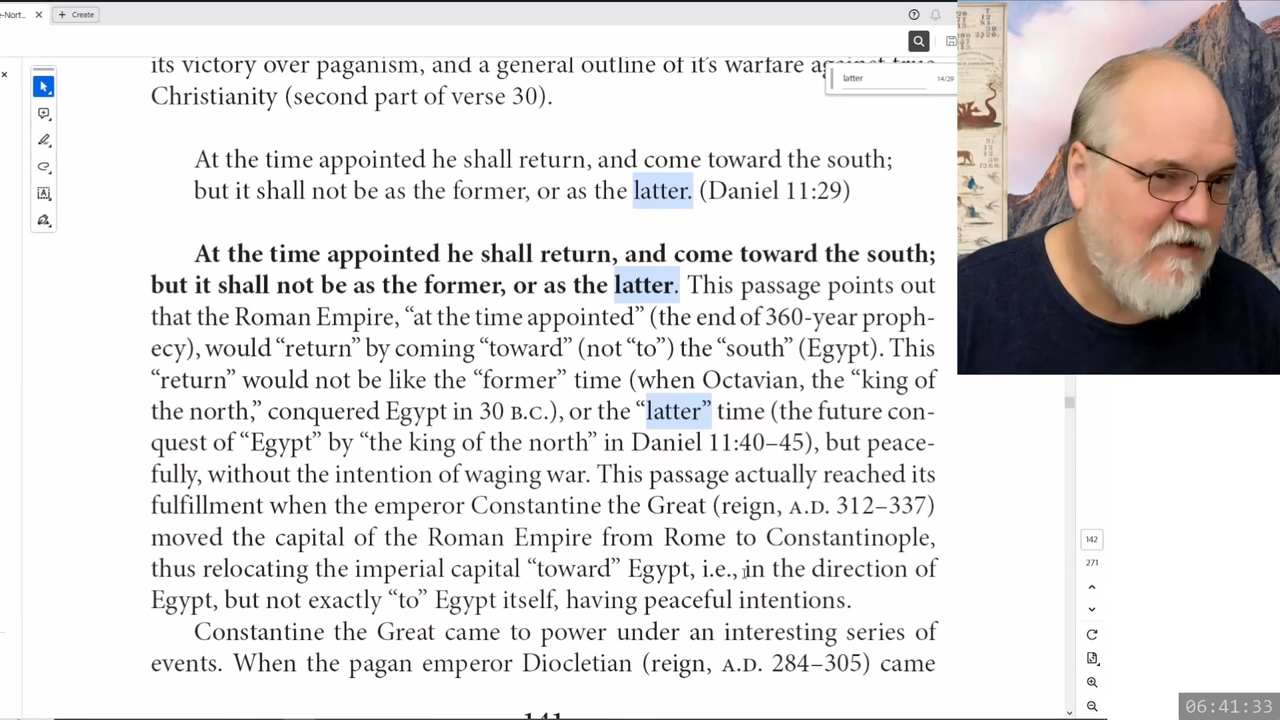 e-Nort...
Create
its victory over paganism, and a general outline of it's warfare against true
latter
14/29
Christianity (second part of verse 30).
At the time appointed he shall return, and come toward the south;
but it shall not be as the former, or as the latter. (Daniel 11:29)
At the time appointed he shall return, and come toward the south;
but it shall not be as the former, or as the latter. This passage points out
that the Roman Empire, “at the time appointed” (the end of 360-year proph-
ecy), would “return” by coming “toward” (not “to”) the “south” (Egypt). This
“return” would not be like the “former” time (when Octavian, the “king of
the north,” conquered Egypt in 30 B.C.), or the “latter” time (the future con-
quest of “Egypt” by “the king of the north” in Daniel 11:40–45), but peace-
fully, without the intention of waging war. This passage actually reached its
fulfillment when the emperor Constantine the Great (reign, A.D. 312–337)
moved the capital of the Roman Empire from Rome to Constantinople,
thus relocating the imperial capital “toward” Egypt, i.e., in the direction of
Egypt, but not exactly “to” Egypt itself, having peaceful intentions.
Constantine the Great came to power under an interesting series of
events. When the pagan emperor Diocletian (reign, A.D. 284–305) came
141
142
271
06:41:33